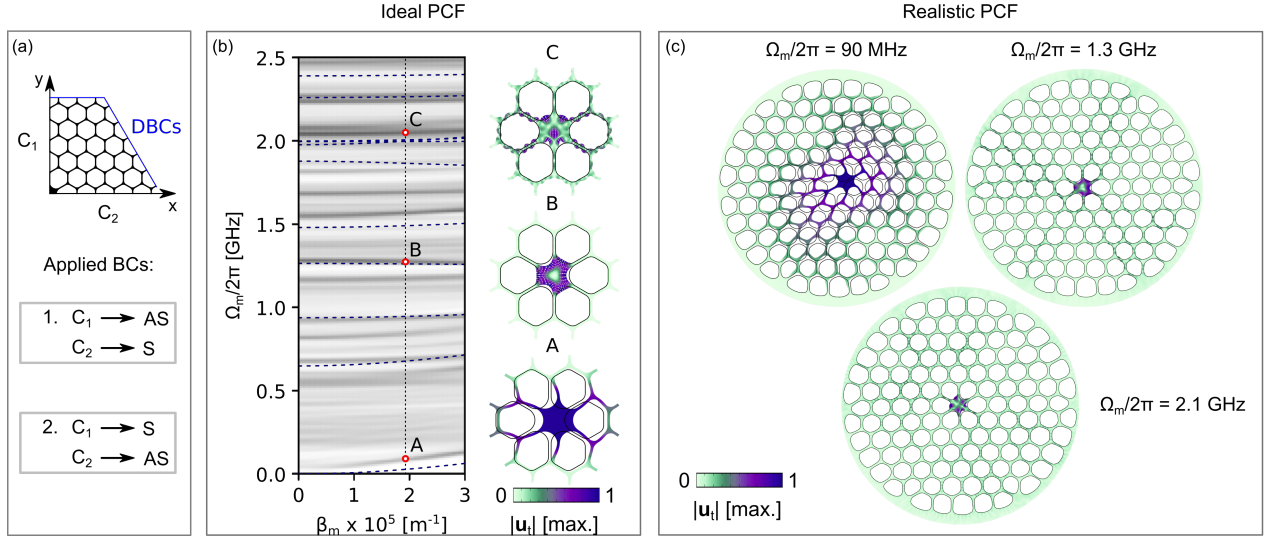 Ideal PCF
Realistic PCF
(a)
y
C₁
DBCs
C₂
x
Applied BCs:
1. C₁ → AS
C₂ → S
2. C₁ → S
C₂ → AS
(b)
Ωₘ/2π [GHz]
2.5
2.0
1.5
1.0
0.5
0.0
0 1 2 3
βₘ x 10⁵ [m⁻¹]
C
B
A
C
B
A
0 1
|uₜ| [max.]
(c)
Ωₘ/2π = 90 MHz
Ωₘ/2π = 1.3 GHz
Ωₘ/2π = 2.1 GHz
0 1
|uₜ| [max.]